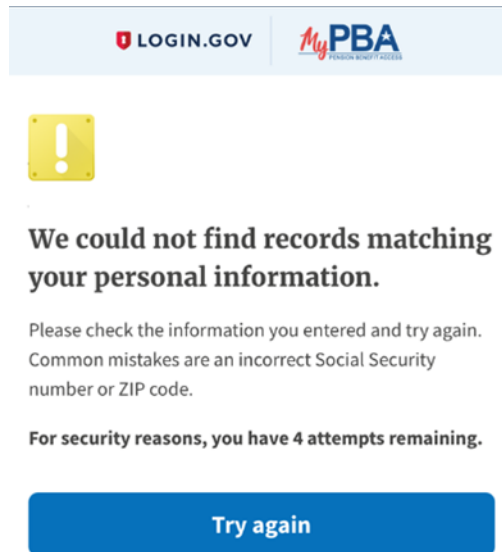 LOGIN.GOV MyPBA
PENSION BENEFIT ACCESS
We could not find records matching
your personal information.
Please check the information you entered and try again.
Common mistakes are an incorrect Social Security
number or ZIP code.
For security reasons, you have 4 attempts remaining.
Try again